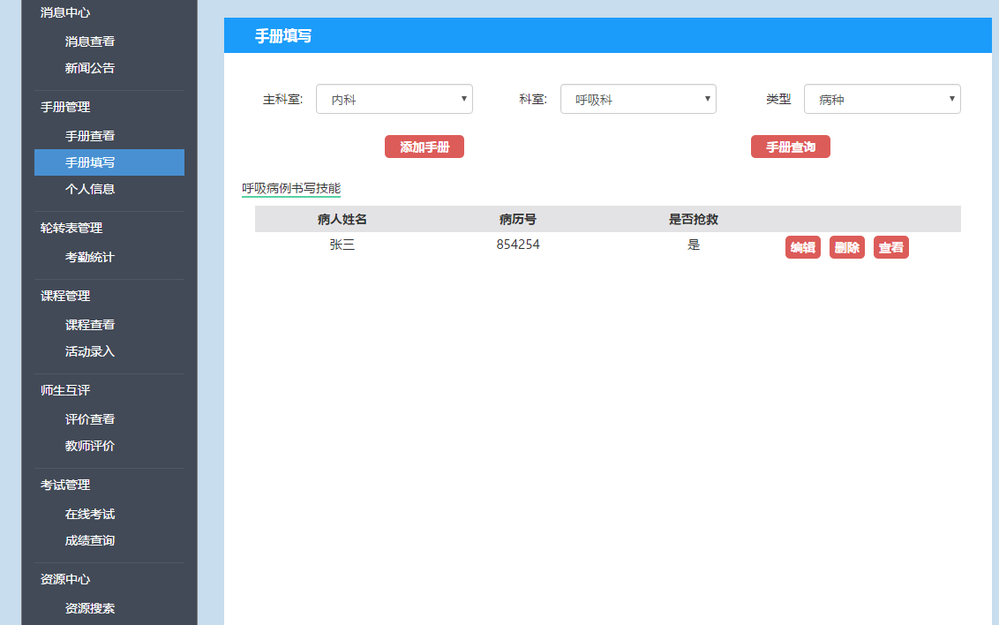 消息中心
消息查看
新闻公告
手册管理
手册查看
手册填写
个人信息
轮转表管理
考勤统计
课程管理
课程查看
活动录入
师生互评
评价查看
教师评价
考试管理
在线考试
成绩查询
资源中心
资源搜索
手册填写
主科室: 内科 科室: 呼吸科 类型 病种
添加手册 手册查询
呼吸病例书写技能
病人姓名 病历号 是否抢救
张三 854254 是 编辑 删除 查看